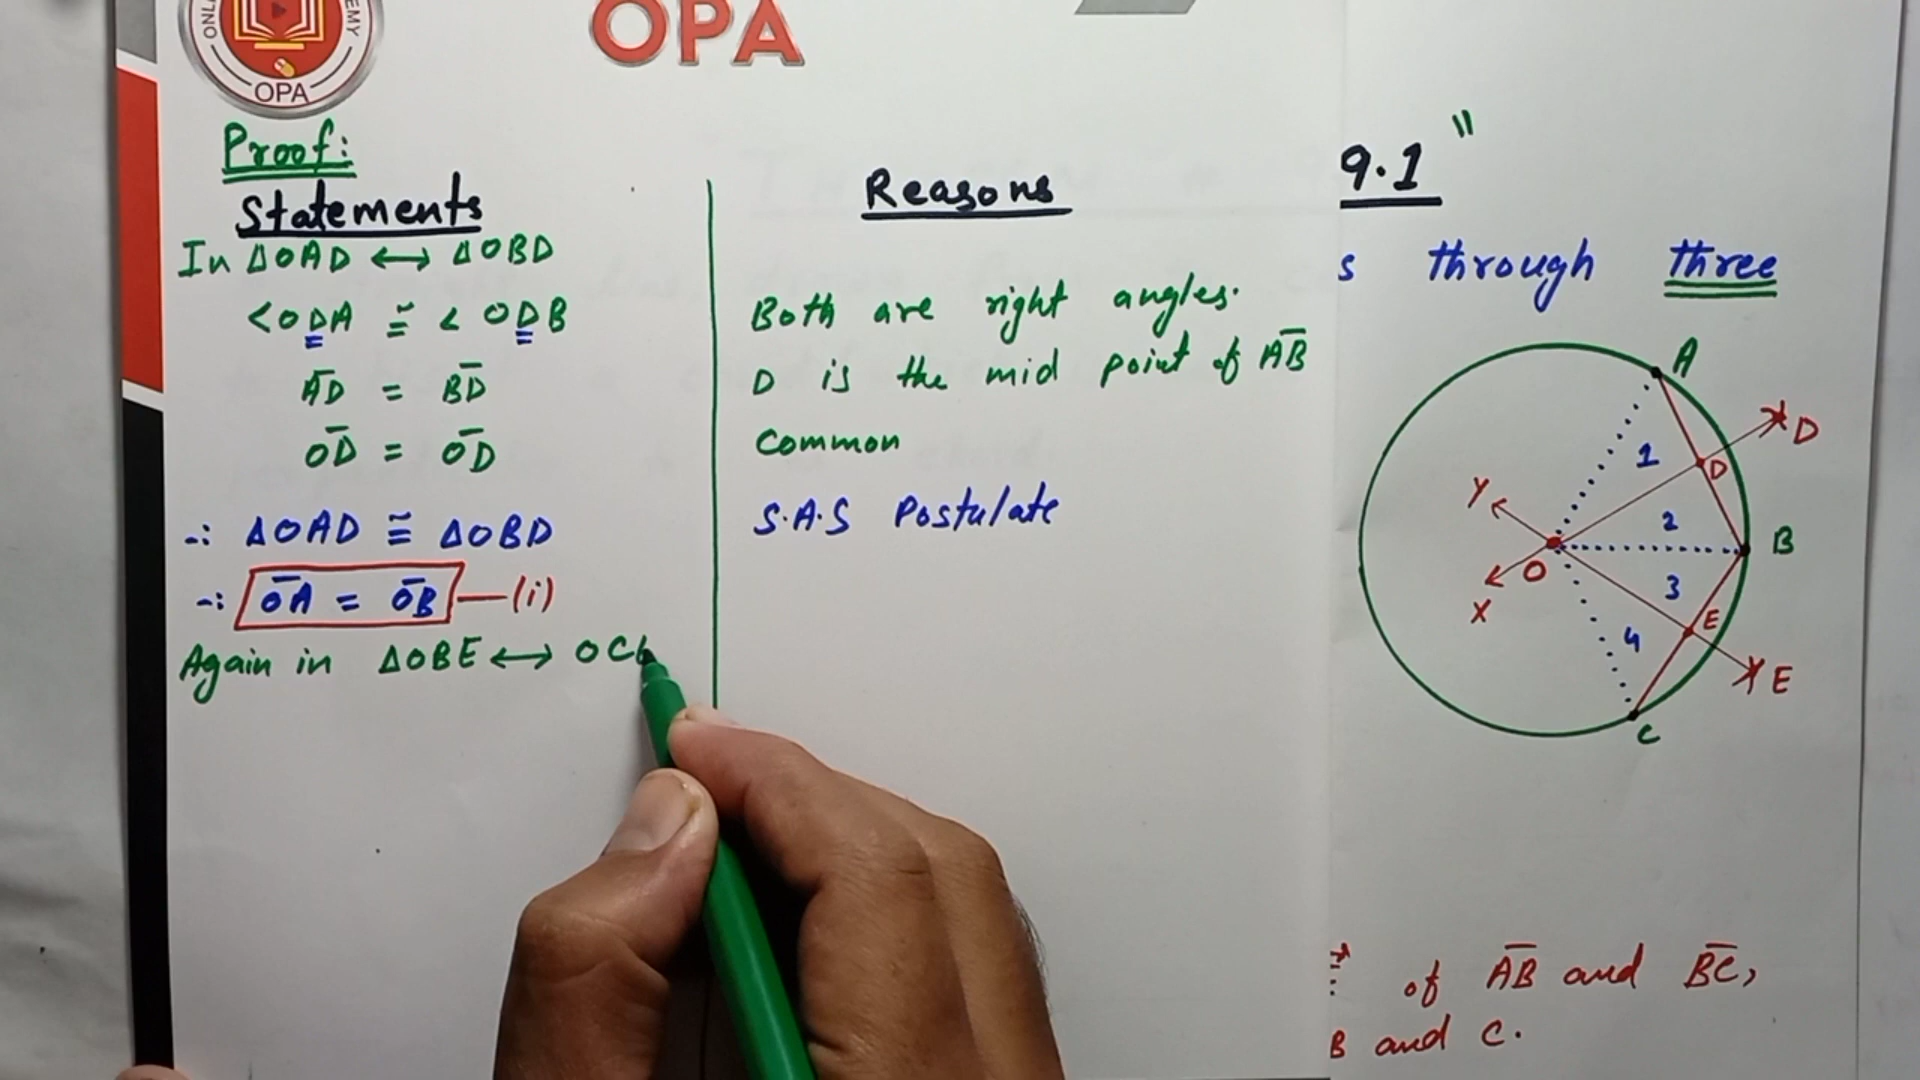 OPA
OPA
Proof:
Statements
Reasons
In ΔOAD ↔ ΔOBD
<ODA ≅ < ODB
Both are right angles.
A̅D̅ = B̅D̅
D is the mid point of A̅B̅
O̅D̅ = O̅D̅
Common
∴ ΔOAD ≅ ΔOBD
S.A.S Postulate
∴ O̅A̅ = O̅B̅ —(i)
Again in ΔOBE ↔ OC
9.1"
s through three
A
D
1
D
Y
2
B
O
3
X
E
4
E
C
of A̅B̅ and B̅C̅,
B and C.